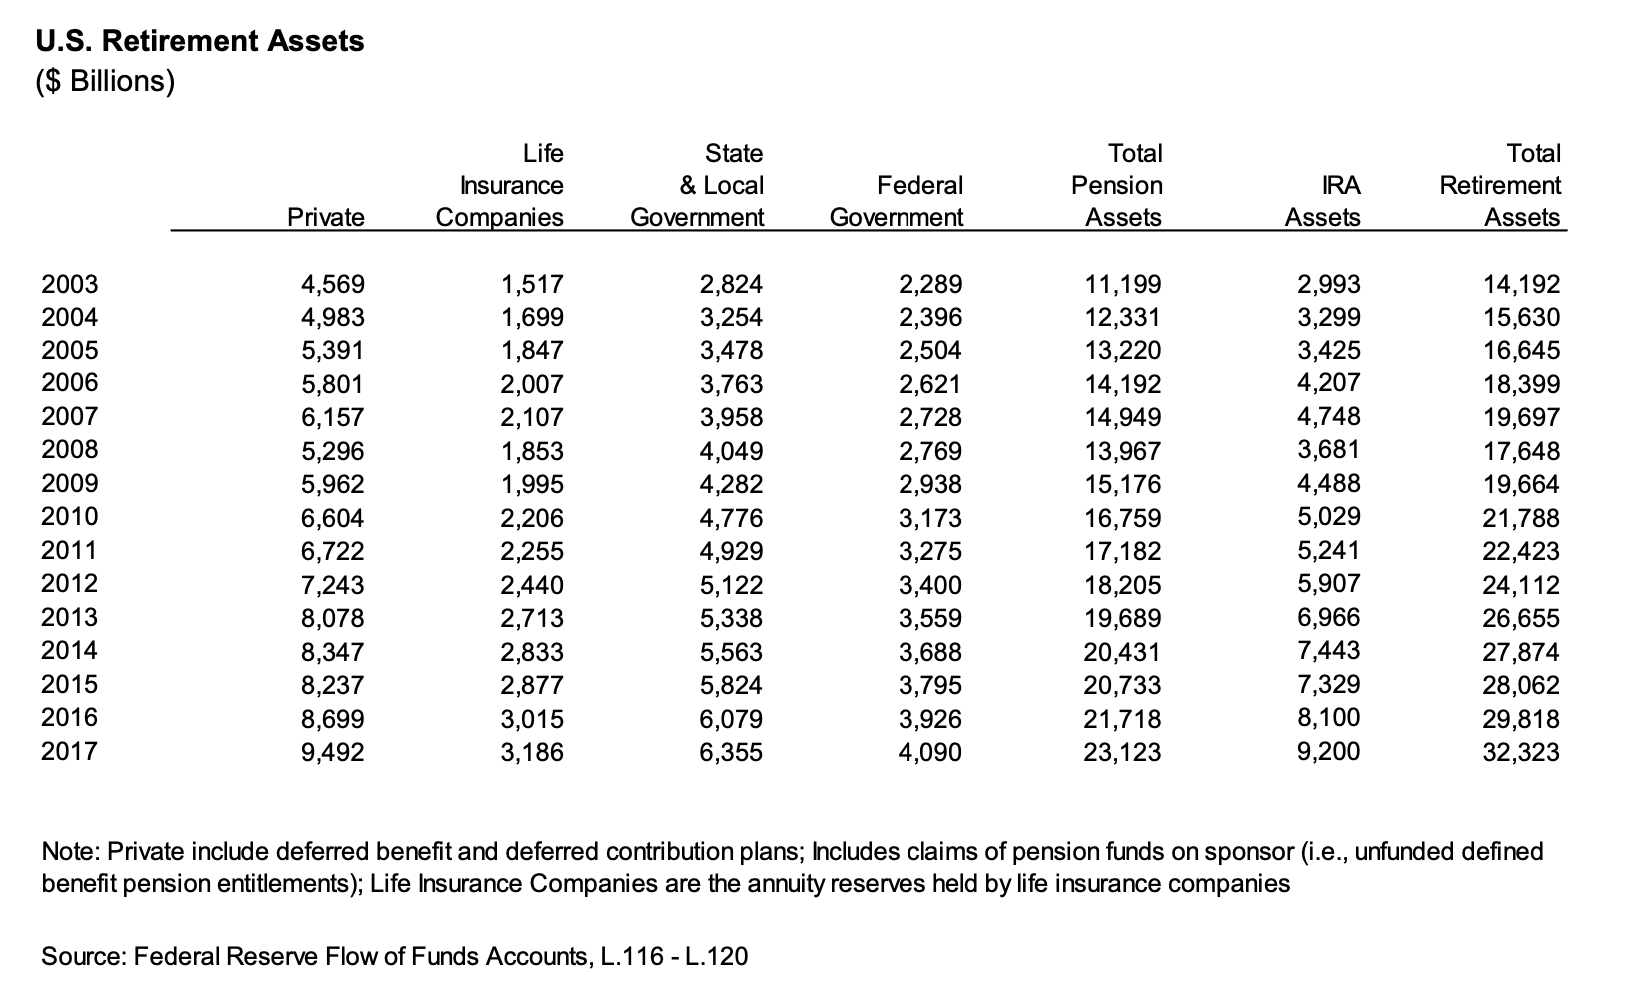 U.S. Retirement Assets
($ Billions)
Life State Total Total
Insurance & Local Federal Pension IRA Retirement
Private Companies Government Government Assets Assets Assets
2003 4,569 1,517 2,824 2,289 11,199 2,993 14,192
2004 4,983 1,699 3,254 2,396 12,331 3,299 15,630
2005 5,391 1,847 3,478 2,504 13,220 3,425 16,645
2006 5,801 2,007 3,763 2,621 14,192 4,207 18,399
2007 6,157 2,107 3,958 2,728 14,949 4,748 19,697
2008 5,296 1,853 4,049 2,769 13,967 3,681 17,648
2009 5,962 1,995 4,282 2,938 15,176 4,488 19,664
2010 6,604 2,206 4,776 3,173 16,759 5,029 21,788
2011 6,722 2,255 4,929 3,275 17,182 5,241 22,423
2012 7,243 2,440 5,122 3,400 18,205 5,907 24,112
2013 8,078 2,713 5,338 3,559 19,689 6,966 26,655
2014 8,347 2,833 5,563 3,688 20,431 7,443 27,874
2015 8,237 2,877 5,824 3,795 20,733 7,329 28,062
2016 8,699 3,015 6,079 3,926 21,718 8,100 29,818
2017 9,492 3,186 6,355 4,090 23,123 9,200 32,323
Note: Private include deferred benefit and deferred contribution plans; Includes claims of pension funds on sponsor (i.e., unfunded defined
benefit pension entitlements); Life Insurance Companies are the annuity reserves held by life insurance companies
Source: Federal Reserve Flow of Funds Accounts, L.116 - L.120